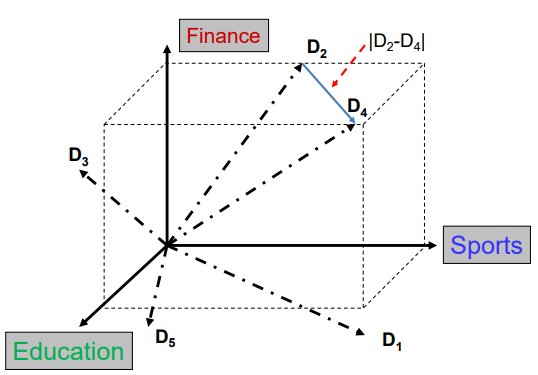 Finance
D2
|D2-D4|
D4
D3
Sports
D5
D1
Education